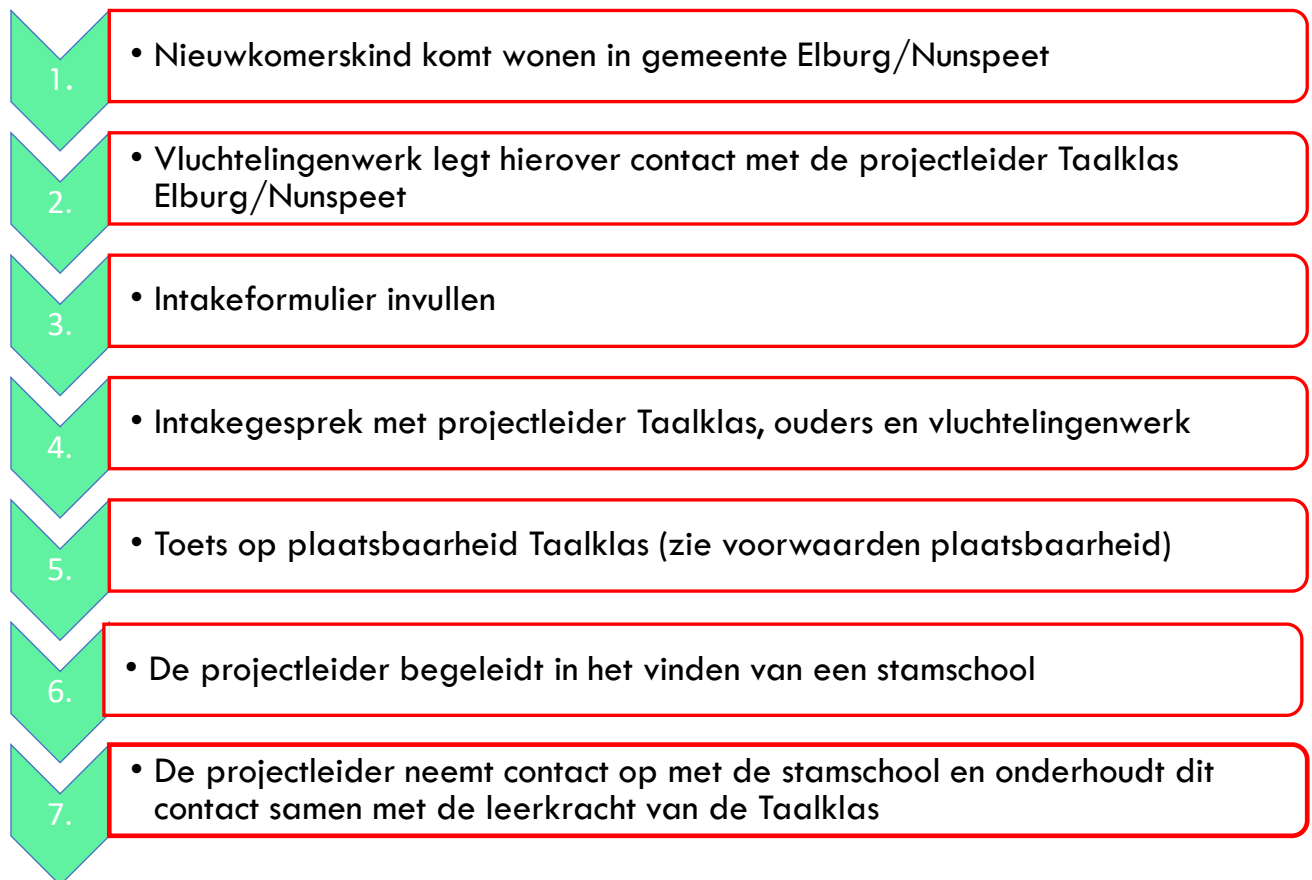 1.
• Nieuwkomerskind komt wonen in gemeente Elburg/Nunspeet
2.
• Vluchtelingenwerk legt hierover contact met de projectleider Taalklas
Elburg/Nunspeet
3.
• Intakeformulier invullen
4.
• Intakegesprek met projectleider Taalklas, ouders en vluchtelingenwerk
5.
• Toets op plaatsbaarheid Taalklas (zie voorwaarden plaatsbaarheid)
6.
• De projectleider begeleidt in het vinden van een stamschool
7.
• De projectleider neemt contact op met de stamschool en onderhoudt dit
contact samen met de leerkracht van de Taalklas